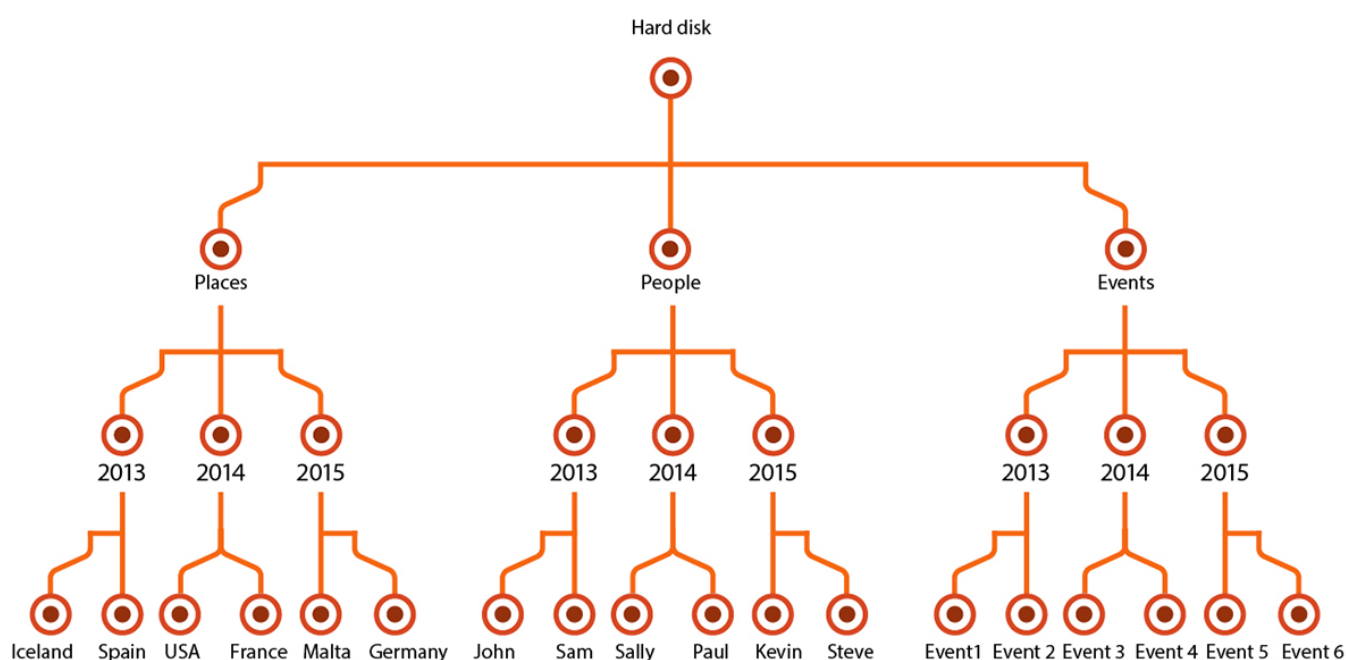 Hard disk
Places People Events
2013 2014 2015 2013 2014 2015 2013 2014 2015
Iceland Spain USA France Malta Germany John Sam Sally Paul Kevin Steve Event1 Event 2 Event 3 Event 4 Event 5 Event 6